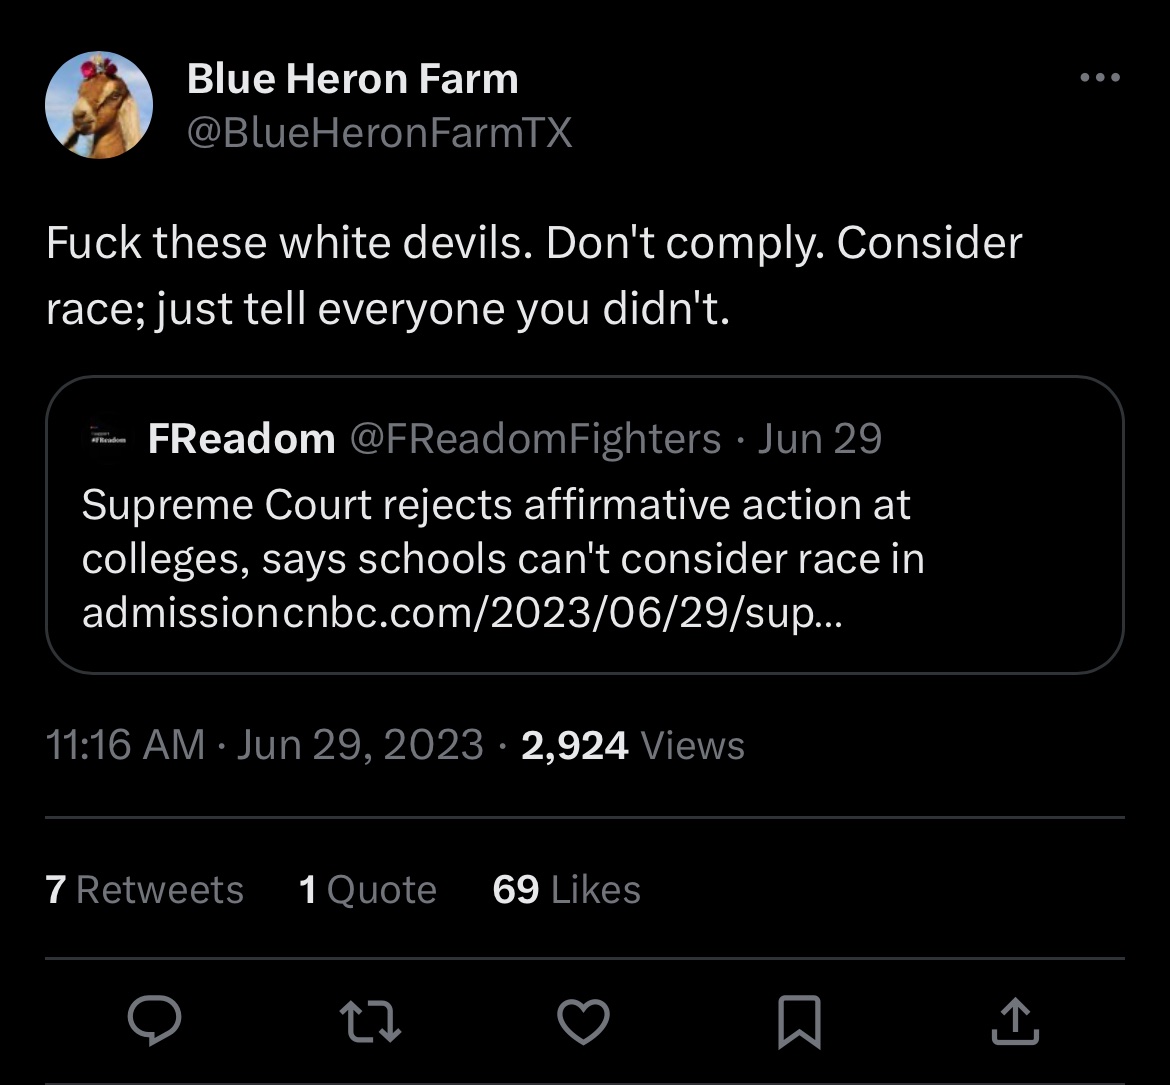 Blue Heron Farm
@BlueHeronFarmTX
Fuck these white devils. Don't comply. Consider
race; just tell everyone you didn't.
FReadom @FReadomFighters · Jun 29
#FReadom
Supreme Court rejects affirmative action at
colleges, says schools can't consider race in
admissioncnbc.com/2023/06/29/sup...
11:16 AM · Jun 29, 2023 · 2,924 Views
7 Retweets 1 Quote 69 Likes